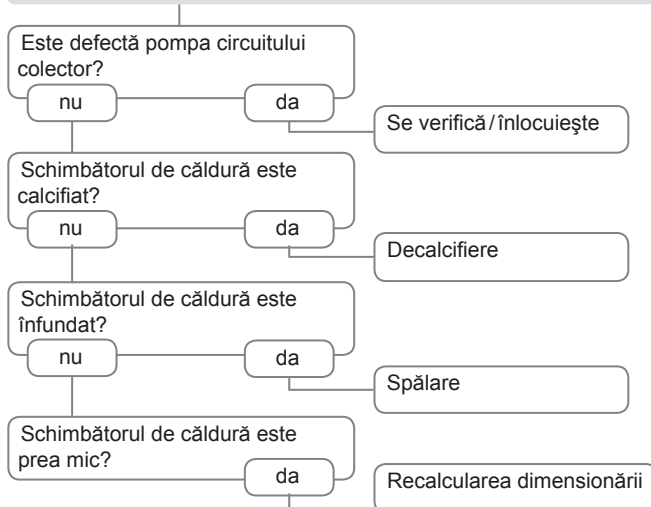 Este defectă pompa circuitului
colector?
nu
da
Se verifică/înlocuieşte
Schimbătorul de căldură este
calcifiat?
nu
da
Decalcifiere
Schimbătorul de căldură este
înfundat?
nu
da
Spălare
Schimbătorul de căldură este
prea mic?
da
Recalcularea dimensionării